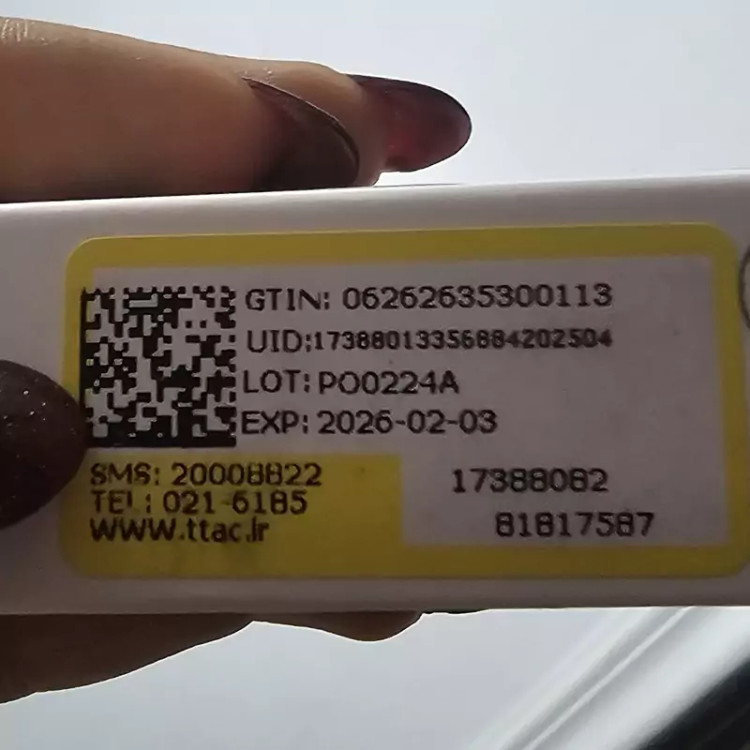 GTIN: 06262635300113
UID:17388013356884202504
LOT: PO0224A
EXP: 2026-02-03
SMS: 20008822
TEL: 021-6185
WWW.ttac.ir
17388082
81817587